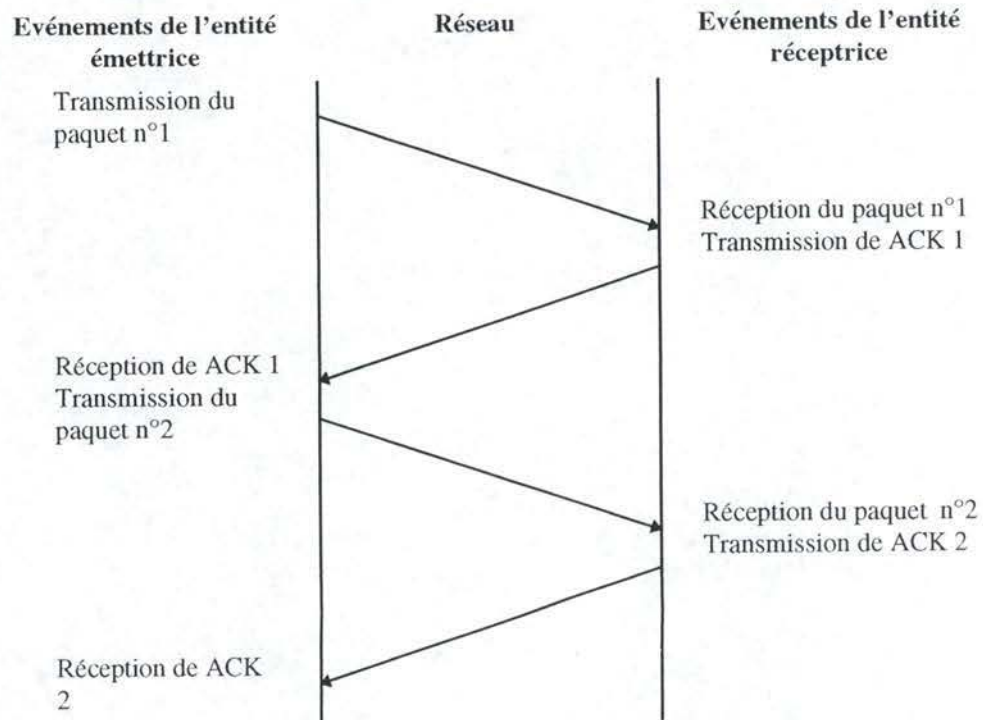 Evénements de l'entité
émettrice
Réseau
Evénements de l'entité
réceptrice
Transmission du
paquet n°1
Réception du paquet n°1
Transmission de ACK 1
Réception de ACK 1
Transmission du
paquet n°2
Réception du paquet n°2
Transmission de ACK 2
Réception de ACK
2